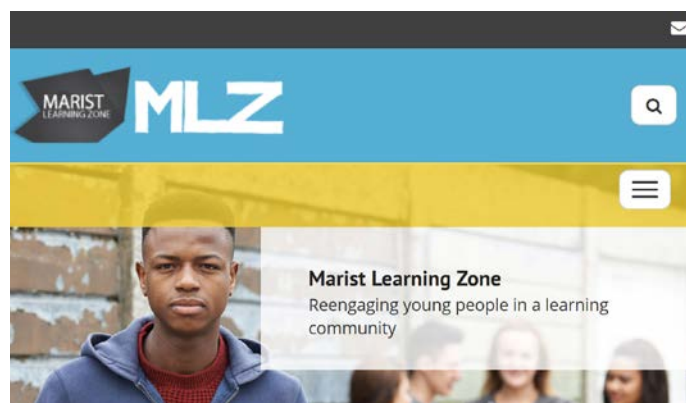 MARIST
LEARNING ZONE
MLZ
Marist Learning Zone
Reengaging young people in a learning
community